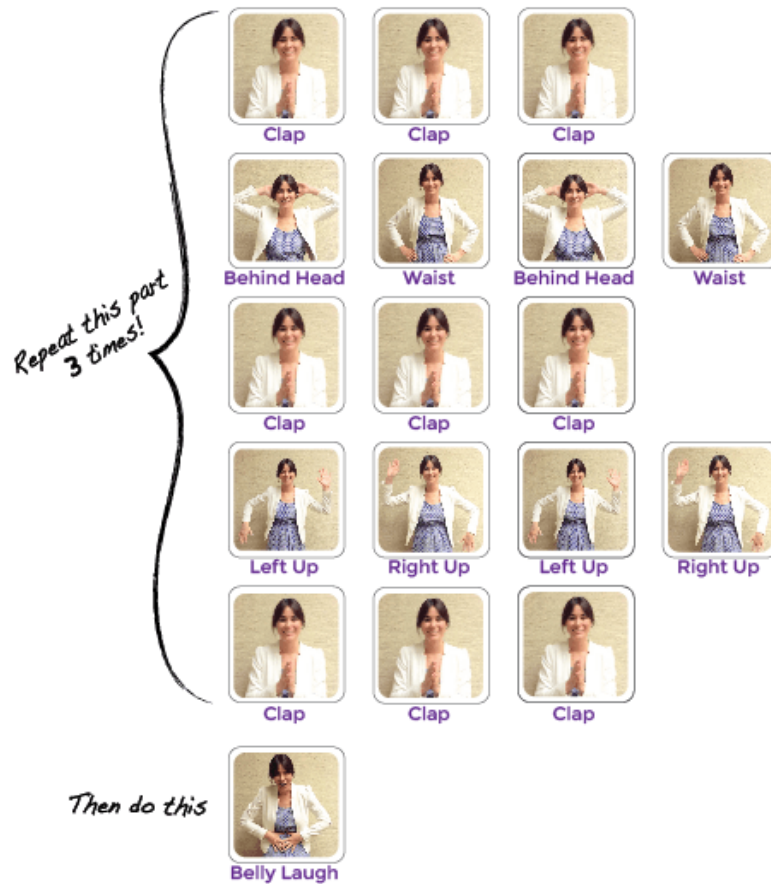 Clap Clap Clap
Behind Head Waist Behind Head Waist
Repeat this part
3 times!
Clap Clap Clap
Left Up Right Up Left Up Right Up
Clap Clap Clap
Then do this
Belly Laugh